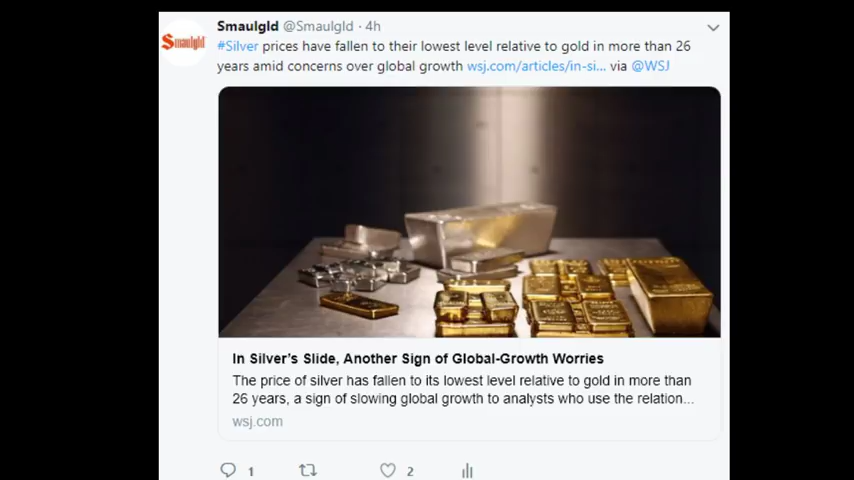 Smaulgld @Smaulgld · 4h
Smaulgld
#Silver prices have fallen to their lowest level relative to gold in more than 26
years amid concerns over global growth wsj.com/articles/in-si... via @WSJ
In Silver's Slide, Another Sign of Global-Growth Worries
The price of silver has fallen to its lowest level relative to gold in more than
26 years, a sign of slowing global growth to analysts who use the relation...
wsj.com
1 2